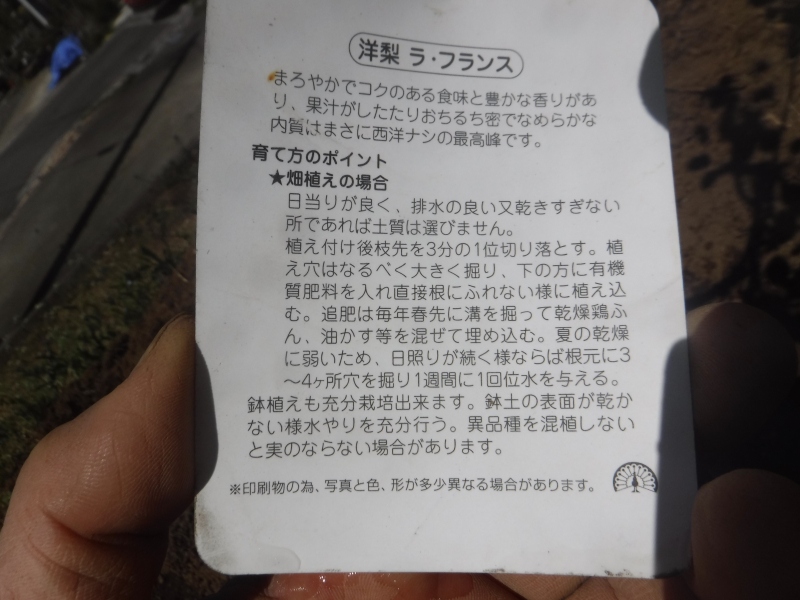 洋梨 ラ・フランス
まろやかでコクのある食味と豊かな香りがあ
り、果汁がしたたりおちるち密でなめらかな
内質はまさに西洋ナシの最高峰です。
育て方のポイント
★畑植えの場合
日当りが良く、排水の良い又乾きすぎない
所であれば土質は選びません。
植え付け後枝先を3分の1位切り落とす。植
え穴はなるべく大きく掘り、下の方に有機
質肥料を入れ直接根にふれない様に植え込
む。追肥は毎年春先に溝を掘って乾燥鶏ふ
ん、油かす等を混ぜて埋め込む。夏の乾燥
に弱いため、日照りが続く様ならば根元に3
〜4ヶ所穴を掘り1週間に1回位水を与える。
鉢植えも充分栽培出来ます。鉢土の表面が乾か
ない様水やりを充分行う。異品種を混植しない
と実のならない場合があります。
※印刷物の為、写真と色、形が多少異なる場合があります。